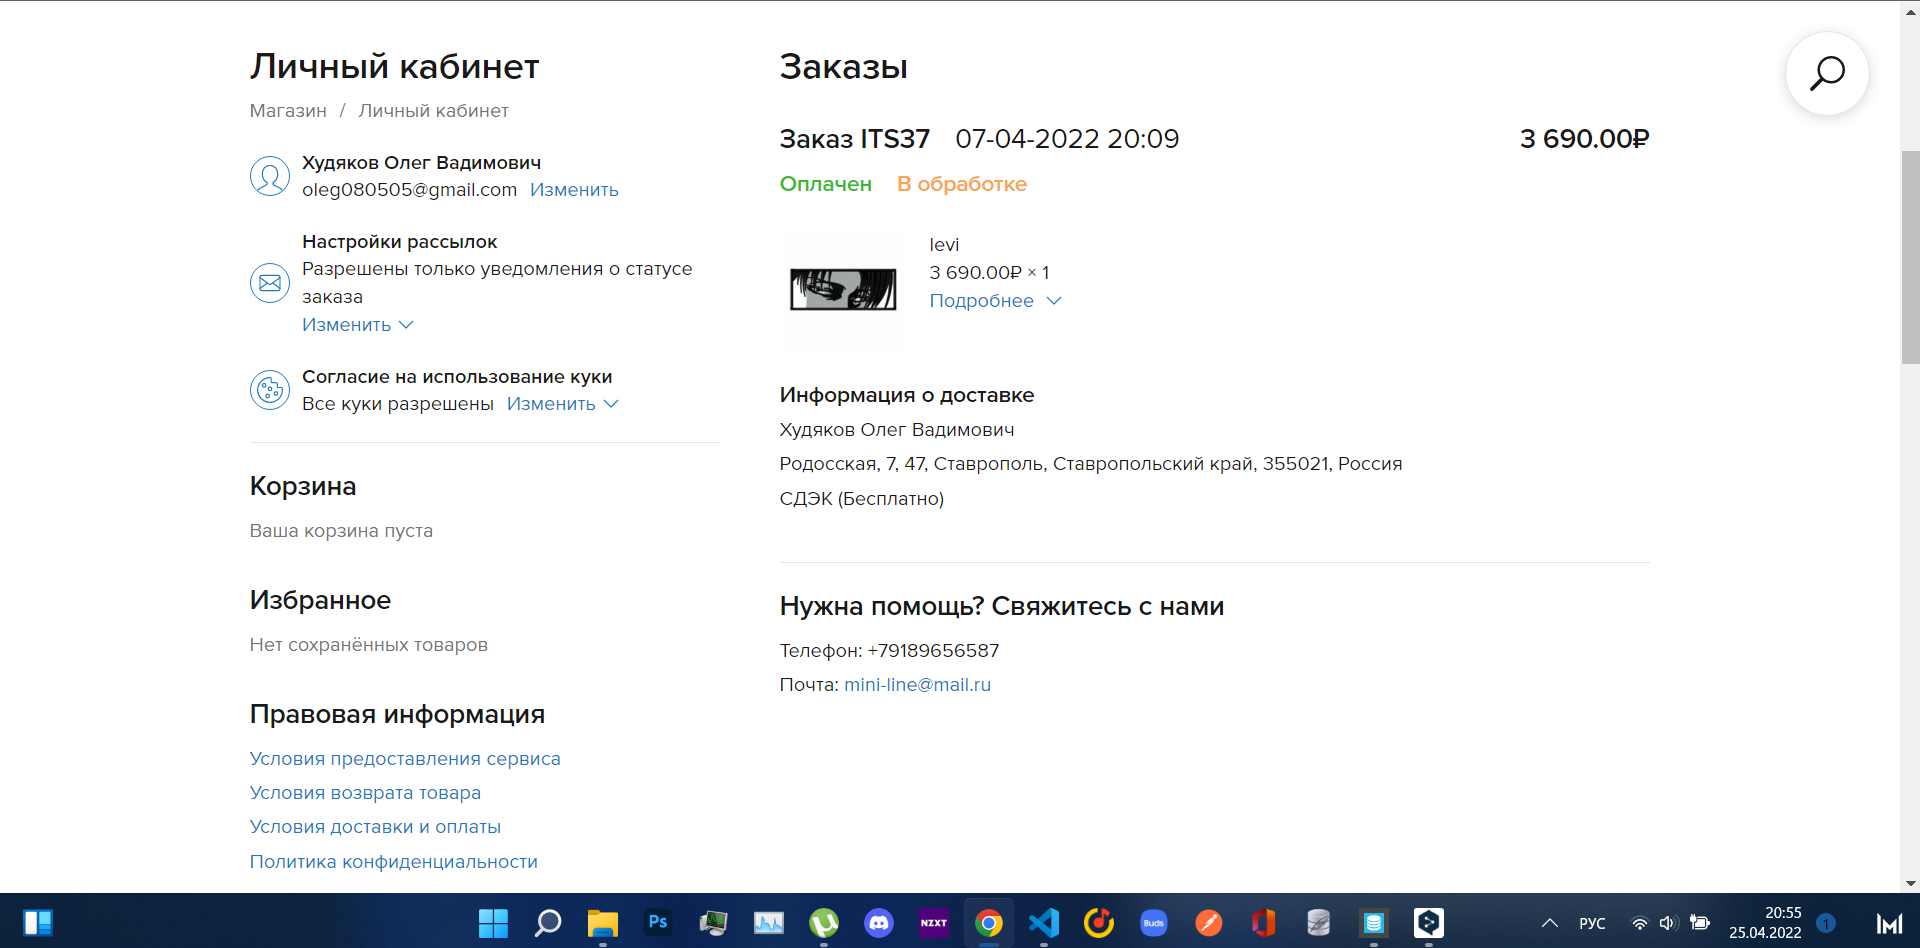 Личный кабинет
Магазин / Личный кабинет
Худяков Олег Вадимович
oleg080505@gmail.com Изменить
Настройки рассылок
Разрешены только уведомления о статусе
заказа
Изменить
Согласие на использование куки
Все куки разрешены Изменить
Корзина
Ваша корзина пуста
Избранное
Нет сохранённых товаров
Правовая информация
Условия предоставления сервиса
Условия возврата товара
Условия доставки и оплаты
Политика конфиденциальности
Заказы
Заказ ITS37 07-04-2022 20:09 3 690.00₽
Оплачен В обработке
levi
3 690.00₽ × 1
Подробнее
Информация о доставке
Худяков Олег Вадимович
Родосская, 7, 47, Ставрополь, Ставропольский край, 355021, Россия
СДЭК (Бесплатно)
Нужна помощь? Свяжитесь с нами
Телефон: +79189656587
Почта: mini-line@mail.ru
Ps
NZXT
Buds
РУС
20:55
25.04.2022
1